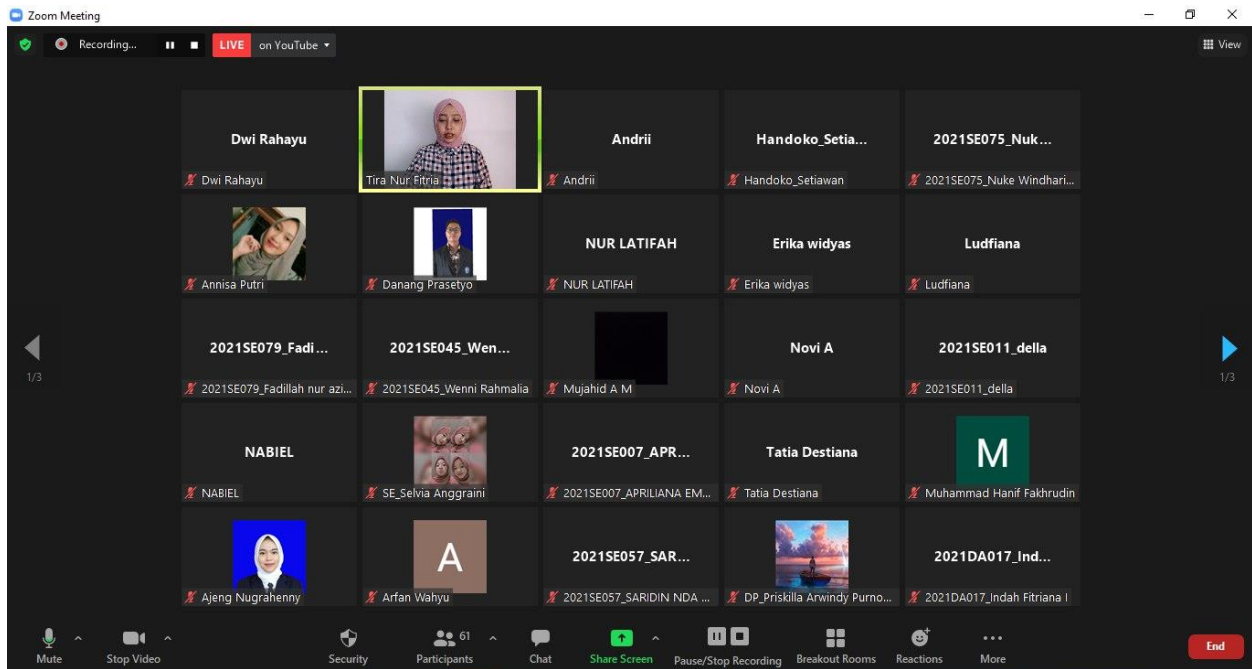 Zoom Meeting
Recording... LIVE on YouTube View
Dwi Rahayu
Dwi Rahayu
Tira Nur Fitria
Andrii
Andrii
Handoko_Setia...
Handoko_Setiawan
2021SE075_Nuk...
2021SE075_Nuke Windhari...
Annisa Putri
Danang Prasetyo
NUR LATIFAH
NUR LATIFAH
Erika widyas
Erika widyas
Ludfiana
Ludfiana
1/3
2021SE079_Fadi...
2021SE079_Fadillah nur azi...
2021SE045_Wen...
2021SE045_Wenni Rahmalia
Mujahid A M
Novi A
Novi A
2021SE011_della
2021SE011_della
1/3
NABIEL
NABIEL
SE_Selvia Anggraini
2021SE007_APR...
2021SE007_APRILIANA EM...
Tatia Destiana
Tatia Destiana
M
Muhammad Hanif Fakhrudin
Ajeng Nugrahenny
A
Arfan Wahyu
2021SE057_SAR...
2021SE057_SARIDIN NDA ...
DP_Priskilla Arwindy Purno...
2021DA017_Ind...
2021DA017_Indah Fitriana I
Mute
Stop Video
Security
61
Participants
Chat
Share Screen
Pause/Stop Recording
Breakout Rooms
Reactions
More
End